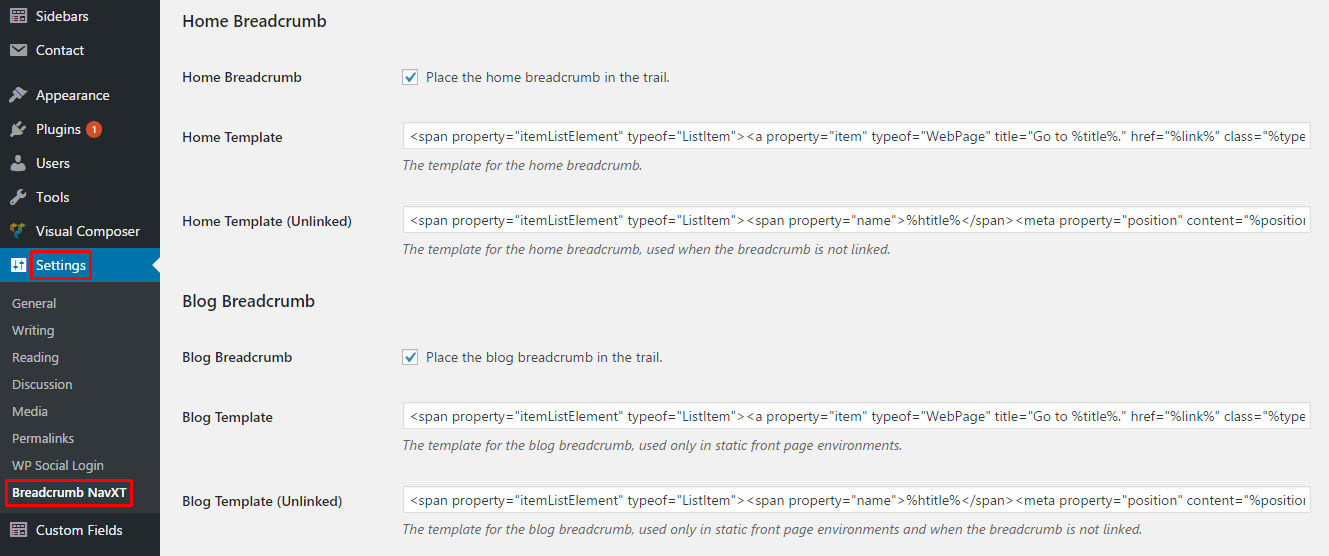 Sidebars
Contact
Appearance
Plugins 1
Users
Tools
Visual Composer
Settings
General
Writing
Reading
Discussion
Media
Permalinks
WP Social Login
Breadcrumb NavXT
Custom Fields
Home Breadcrumb
Home Breadcrumb Place the home breadcrumb in the trail.
Home Template <span property="itemListElement" typeof="ListItem"><a property="item" typeof="WebPage" title="Go to %title%." href="%link%" class="%type
The template for the home breadcrumb.
Home Template (Unlinked) <span property="itemListElement" typeof="ListItem"><span property="name">%htitle%</span><meta property="position" content="%position
The template for the home breadcrumb, used when the breadcrumb is not linked.
Blog Breadcrumb
Blog Breadcrumb Place the blog breadcrumb in the trail.
Blog Template <span property="itemListElement" typeof="ListItem"><a property="item" typeof="WebPage" title="Go to %title%." href="%link%" class="%type
The template for the blog breadcrumb, used only in static front page environments.
Blog Template (Unlinked) <span property="itemListElement" typeof="ListItem"><span property="name">%htitle%</span><meta property="position" content="%position
The template for the blog breadcrumb, used only in static front page environments and when the breadcrumb is not linked.